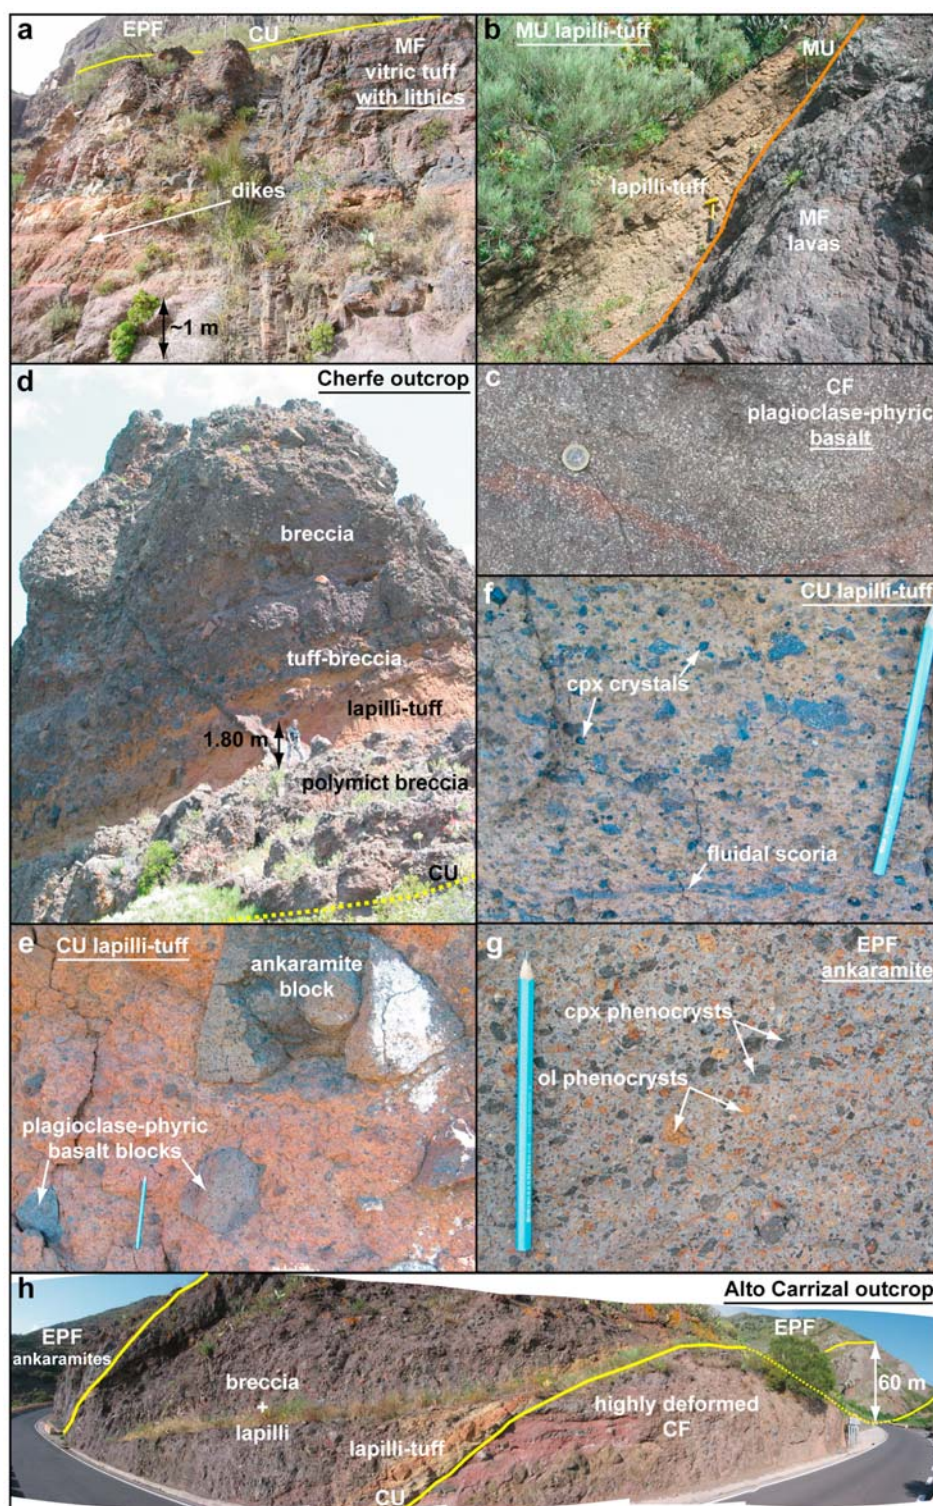 a
EPF
CU
MF
vitric tuff
with lithics
dikes
~1 m
b
MU lapilli-tuff
MU
lapilli-tuff
MF
lavas
d
Cherfe outcrop
breccia
tuff-breccia
lapilli-tuff
1.80 m
polymict breccia
CU
c
CF
plagioclase-phyric
basalt
f
CU lapilli-tuff
cpx crystals
fluidal scoria
e
CU lapilli-tuff
ankaramite
block
plagioclase-phyric
basalt blocks
g
EPF
ankaramite
cpx phenocrysts
ol phenocrysts
h
Alto Carrizal outcrop
EPF
ankaramites
breccia
+
lapilli
lapilli-tuff
CU
highly deformed
CF
EPF
60 m